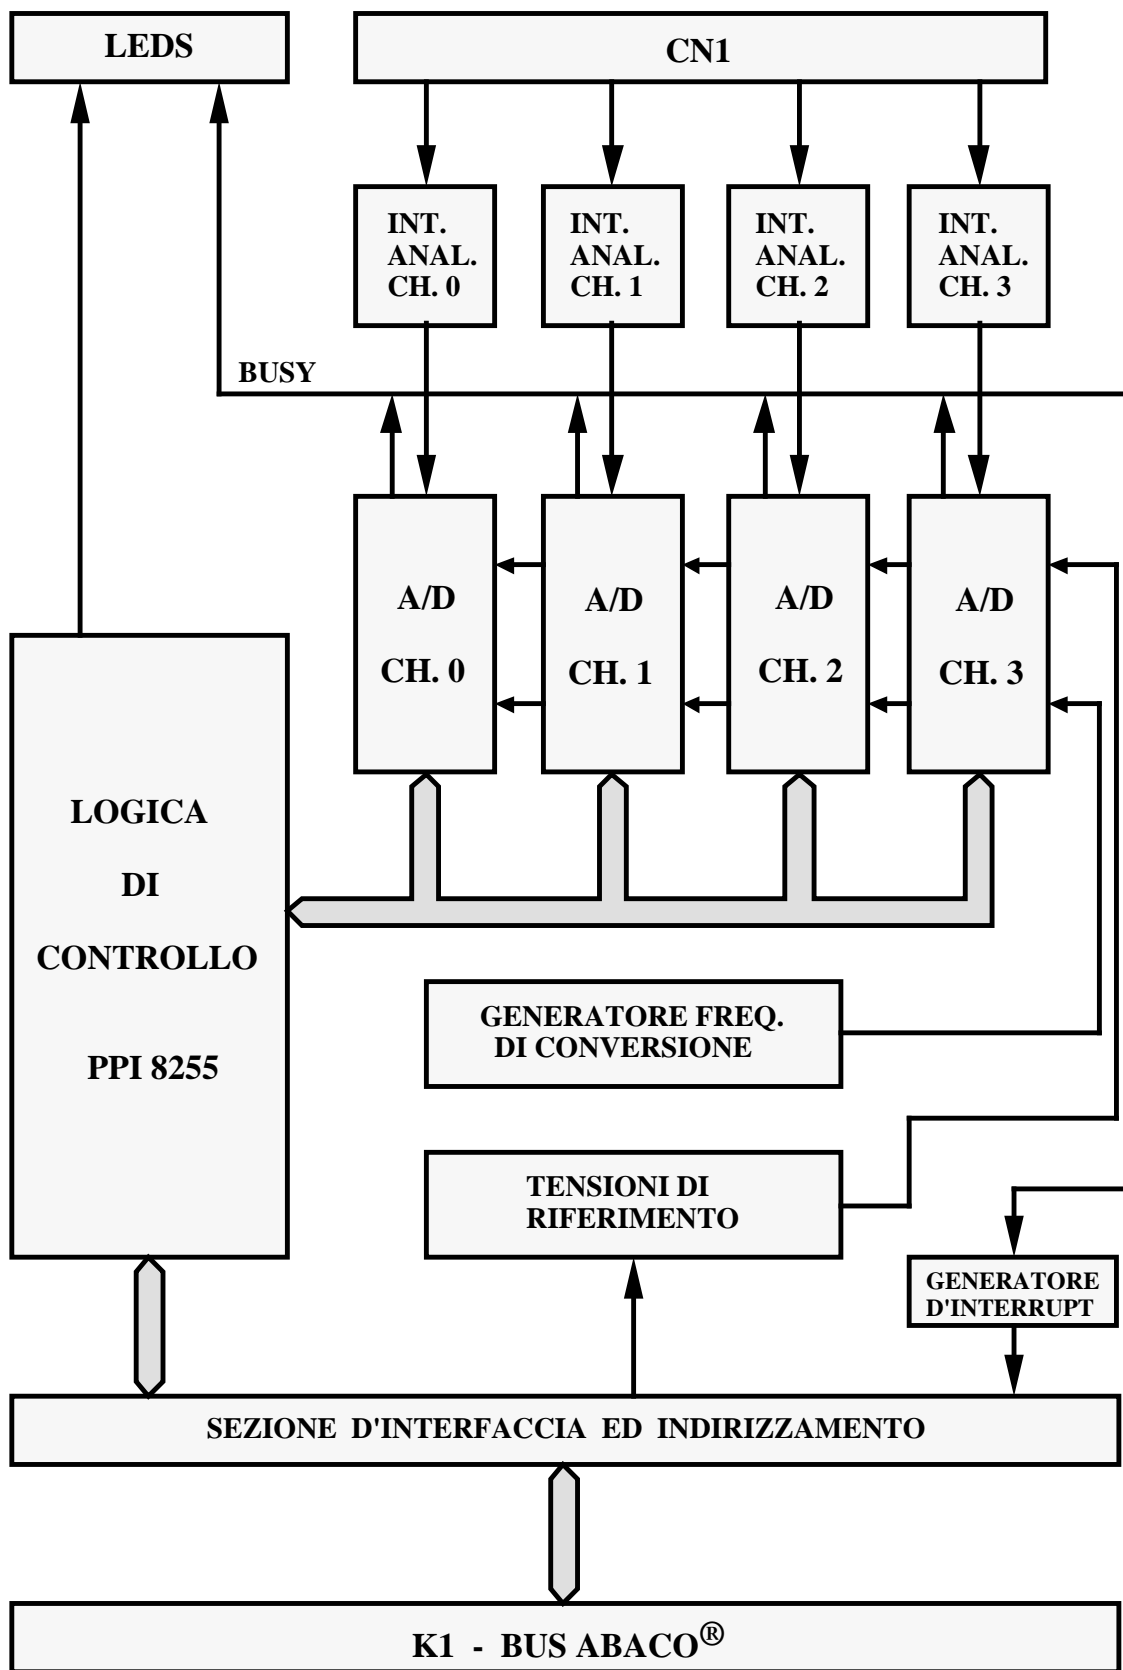 LEDS
CN1
INT.
ANAL.
CH. 0
INT.
ANAL.
CH. 1
INT.
ANAL.
CH. 2
INT.
ANAL.
CH. 3
BUSY
A/D
CH. 0
A/D
CH. 1
A/D
CH. 2
A/D
CH. 3
LOGICA
DI
CONTROLLO
PPI 8255
GENERATORE FREQ.
DI CONVERSIONE
TENSIONI DI
RIFERIMENTO
GENERATORE
D'INTERRUPT
SEZIONE D'INTERFACCIA ED INDIRIZZAMENTO
K1 - BUS ABACO®